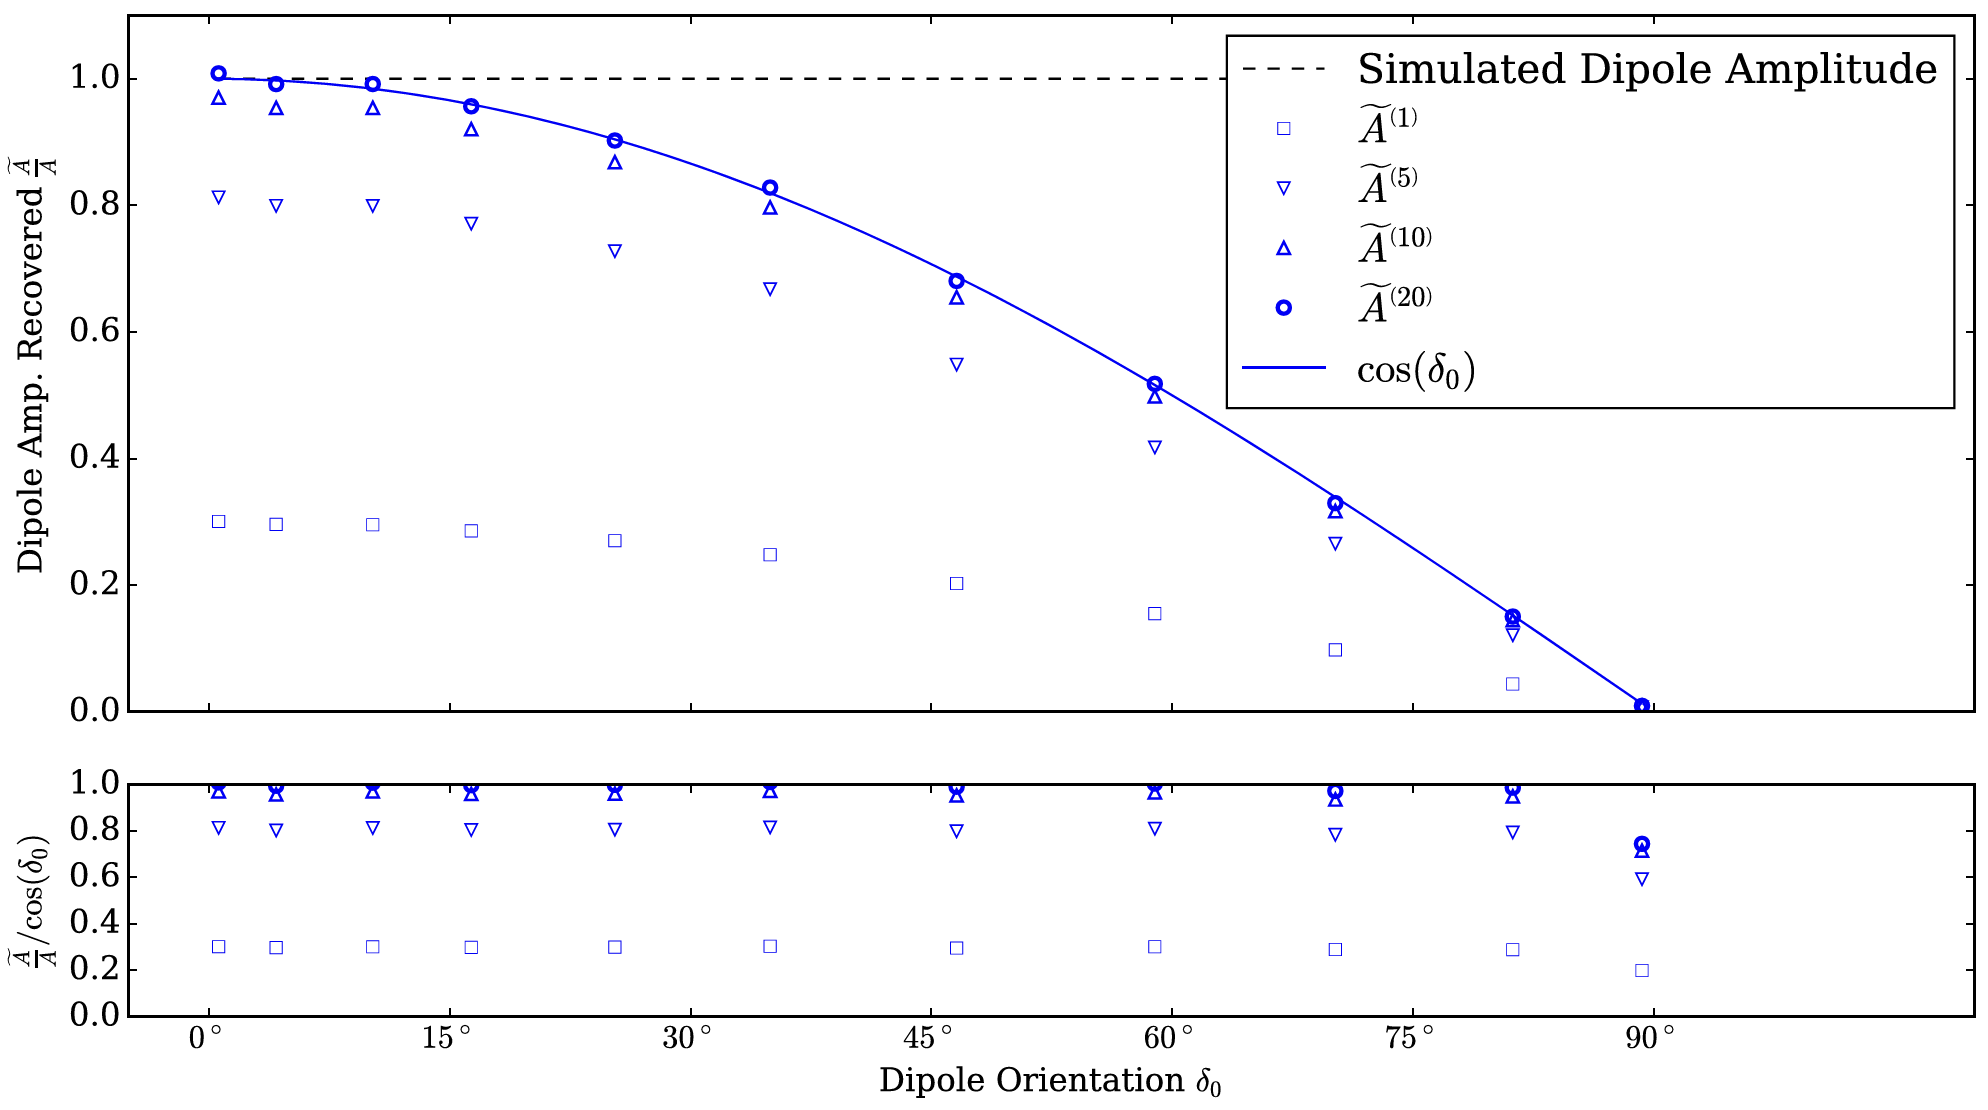 1.0
0.8
0.6
0.4
0.2
0.0
Dipole Amp. Recovered Ã/A
Simulated Dipole Amplitude
Ã⁽¹⁾
Ã⁽⁵⁾
Ã⁽¹⁰⁾
Ã⁽²⁰⁾
cos(δ₀)
1.0
0.8
0.6
0.4
0.2
0.0
Ã/A/cos(δ₀)
0° 15° 30° 45° 60° 75° 90°
Dipole Orientation δ₀